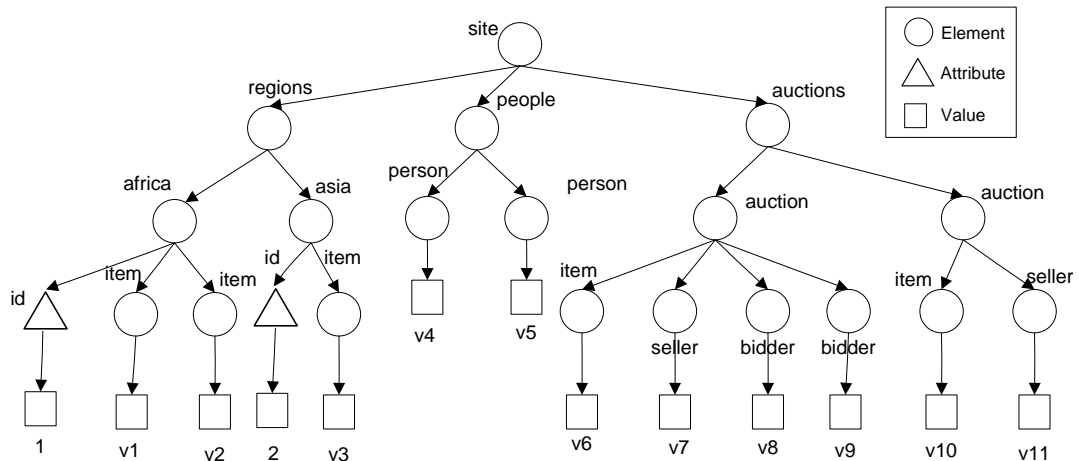 site
Element
Attribute
Value
regions
people
auctions
africa
asia
person
person
auction
auction
id
item
item
id
item
item
seller
bidder
bidder
item
seller
1
v1
v2
2
v3
v4
v5
v6
v7
v8
v9
v10
v11